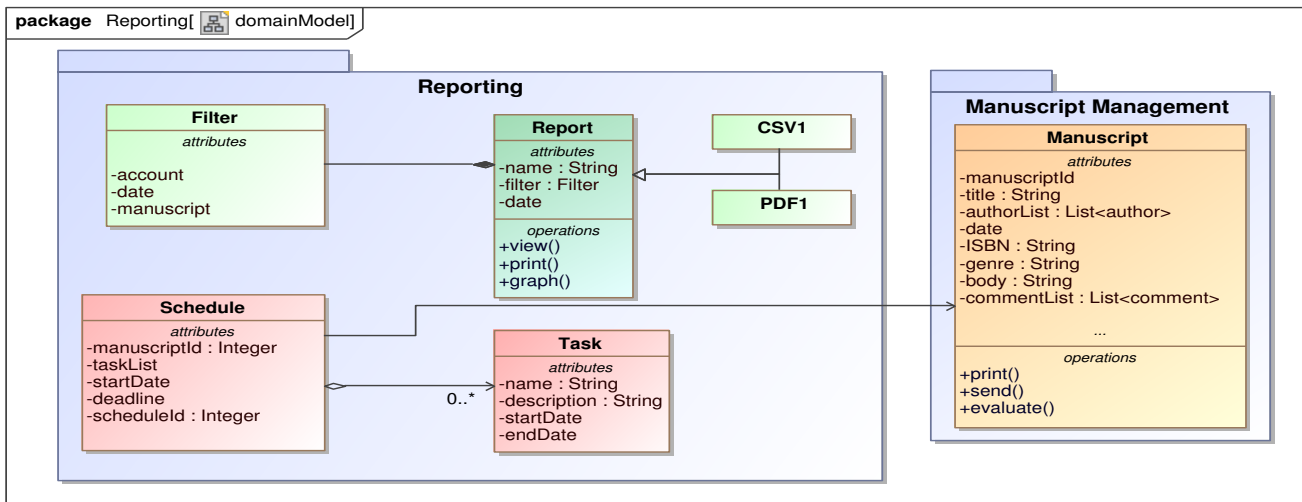 package Reporting[ domainModel]
Reporting
Filter
attributes
-account
-date
-manuscript
Report
attributes
-name : String
-filter : Filter
-date
operations
+view()
+print()
+graph()
CSV1
PDF1
Schedule
attributes
-manuscriptId : Integer
-taskList
-startDate
-deadline
-scheduleId : Integer
0..*
Task
attributes
-name : String
-description : String
-startDate
-endDate
Manuscript Management
Manuscript
attributes
-manuscriptId
-title : String
-authorList : List<author>
-date
-ISBN : String
-genre : String
-body : String
-commentList : List<comment>
...
operations
+print()
+send()
+evaluate()